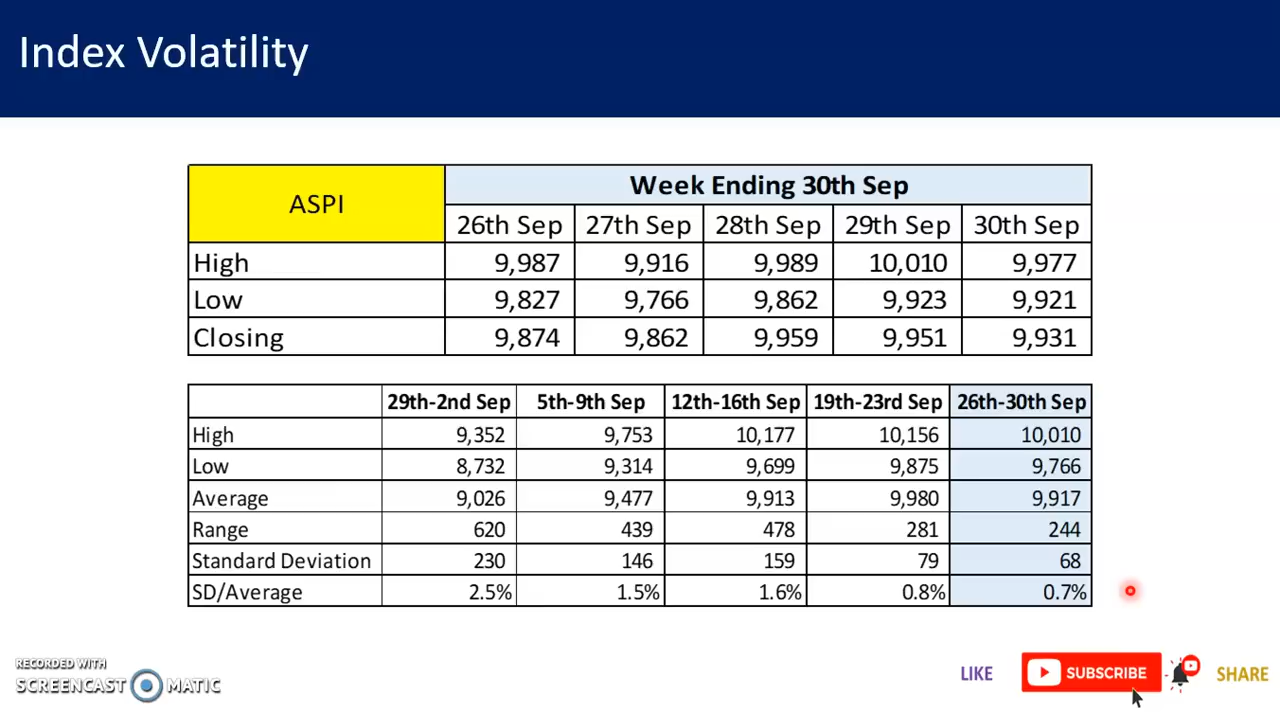 Index Volatility
ASPI
Week Ending 30th Sep
26th Sep 27th Sep 28th Sep 29th Sep 30th Sep
High 9,987 9,916 9,989 10,010 9,977
Low 9,827 9,766 9,862 9,923 9,921
Closing 9,874 9,862 9,959 9,951 9,931
29th-2nd Sep 5th-9th Sep 12th-16th Sep 19th-23rd Sep 26th-30th Sep
High 9,352 9,753 10,177 10,156 10,010
Low 8,732 9,314 9,699 9,875 9,766
Average 9,026 9,477 9,913 9,980 9,917
Range 620 439 478 281 244
Standard Deviation 230 146 159 79 68
SD/Average 2.5% 1.5% 1.6% 0.8% 0.7%
RECORDED WITH
SCREENCAST MATIC
LIKE SUBSCRIBE SHARE